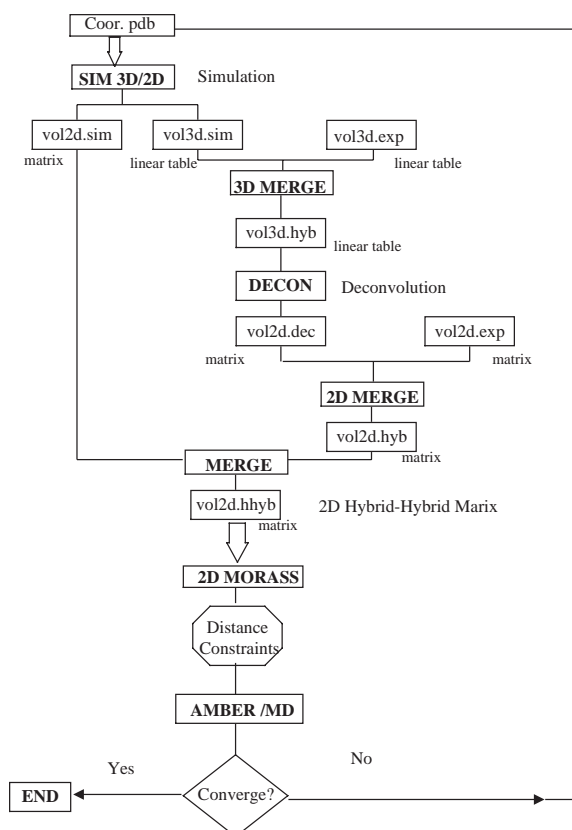 Coor. pdb
SIM 3D/2D
Simulation
vol2d.sim
vol3d.sim
vol3d.exp
matrix
linear table
linear table
3D MERGE
vol3d.hyb
linear table
DECON
Deconvolution
vol2d.dec
vol2d.exp
matrix
matrix
2D MERGE
vol2d.hyb
matrix
MERGE
vol2d.hhyb
2D Hybrid-Hybrid Marix
matrix
2D MORASS
Distance
Constraints
AMBER /MD
Yes
No
END
Converge?